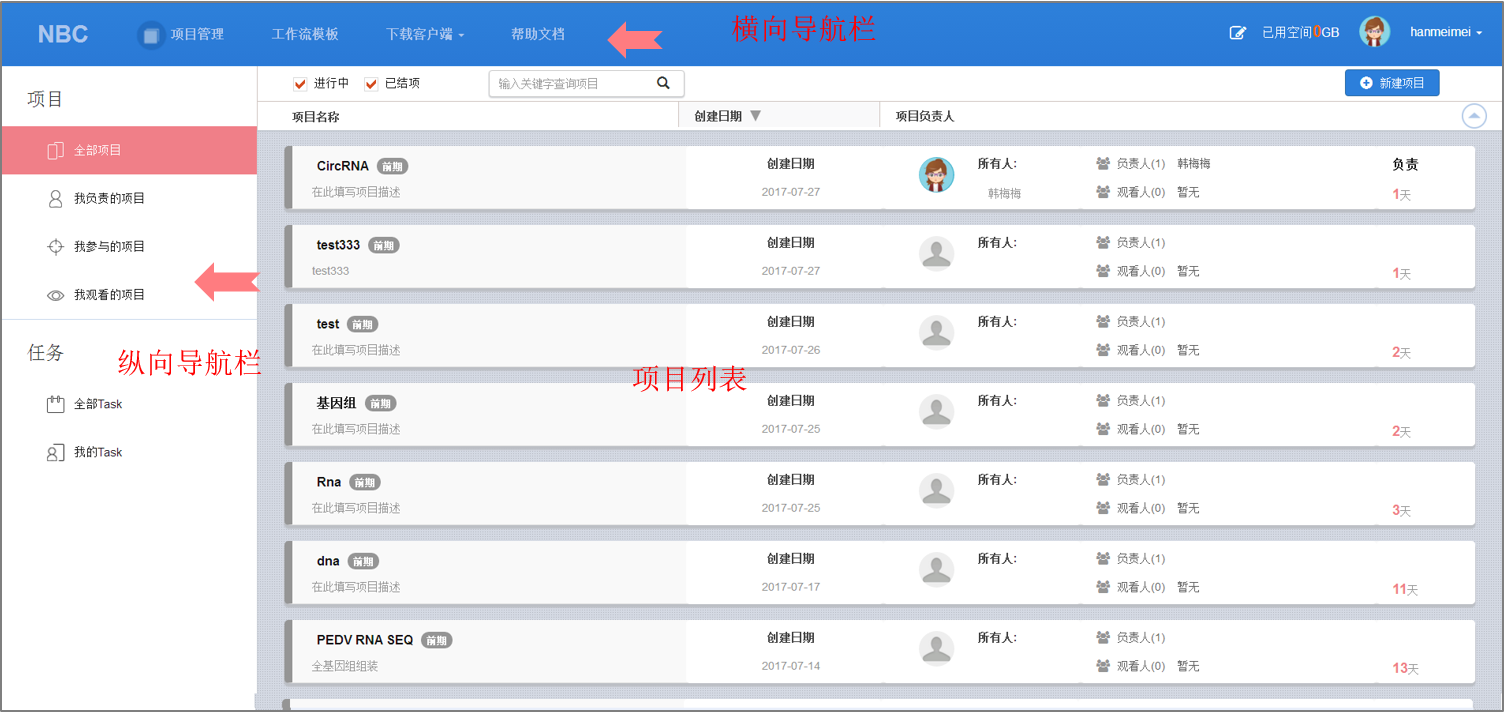 NBC 项目管理 工作流模板 下载客户端 帮助文档 横向导航栏 已用空间0GB hanmeimei
项目
全部项目
我负责的项目
我参与的项目
我观看的项目
任务
纵向导航栏
全部Task
我的Task
进行中 已结项 输入关键字查询项目 新建项目
项目名称 创建日期 项目负责人
CircRNA 前期 创建日期 所有人: 负责人(1) 韩梅梅 负责
在此填写项目描述 2017-07-27 韩梅梅 观看人(0) 暂无 1天
test333 前期 创建日期 所有人: 负责人(1)
test333 2017-07-27 观看人(0) 暂无 1天
test 前期 创建日期 所有人: 负责人(1)
在此填写项目描述 2017-07-26 观看人(0) 暂无 2天
项目列表
基因组 前期 创建日期 所有人: 负责人(1)
在此填写项目描述 2017-07-25 观看人(0) 暂无 2天
Rna 前期 创建日期 所有人: 负责人(1)
在此填写项目描述 2017-07-25 观看人(0) 暂无 3天
dna 前期 创建日期 所有人: 负责人(1)
在此填写项目描述 2017-07-17 观看人(0) 暂无 11天
PEDV RNA SEQ 前期 创建日期 所有人: 负责人(1)
全基因组组装 2017-07-14 观看人(0) 暂无 13天